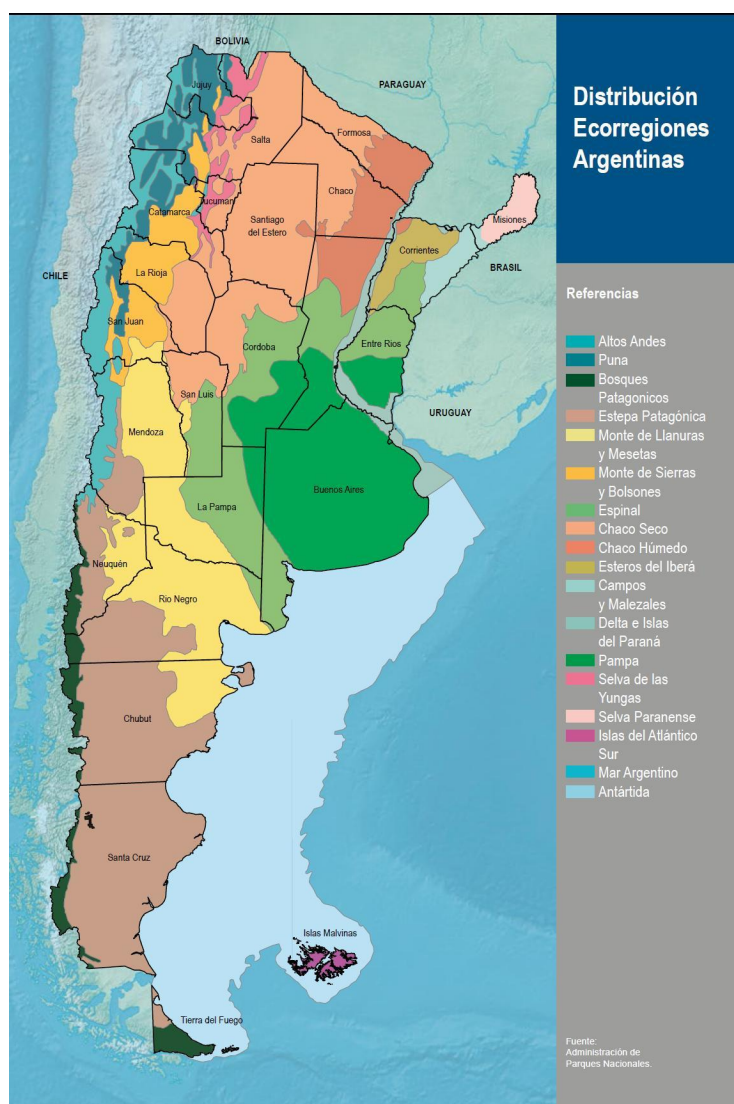 Distribución
Ecorregiones
Argentinas
Referencias
Altos Andes
Puna
Bosques
Patagonicos
Estepa Patagónica
Monte de Llanuras
y Mesetas
Monte de Sierras
y Bolsones
Espinal
Chaco Seco
Chaco Húmedo
Esteros del Iberá
Campos
y Malezales
Delta e Islas
del Paraná
Pampa
Selva de las
Yungas
Selva Paranense
Islas del Atlántico
Sur
Mar Argentino
Antártida
Fuente:
Administración de
Parques Nacionales.
BOLIVIA
PARAGUAY
Jujuy
Salta
Formosa
Chaco
Tucumán
Misiones
Catamarca
Santiago
del Estero
Corrientes
BRASIL
CHILE
La Rioja
San Juan
Cordoba
Entre Rios
San Luis
URUGUAY
Mendoza
Buenos Aires
La Pampa
Neuquén
Rio Negro
Chubut
Santa Cruz
Islas Malvinas
Tierra del Fuego